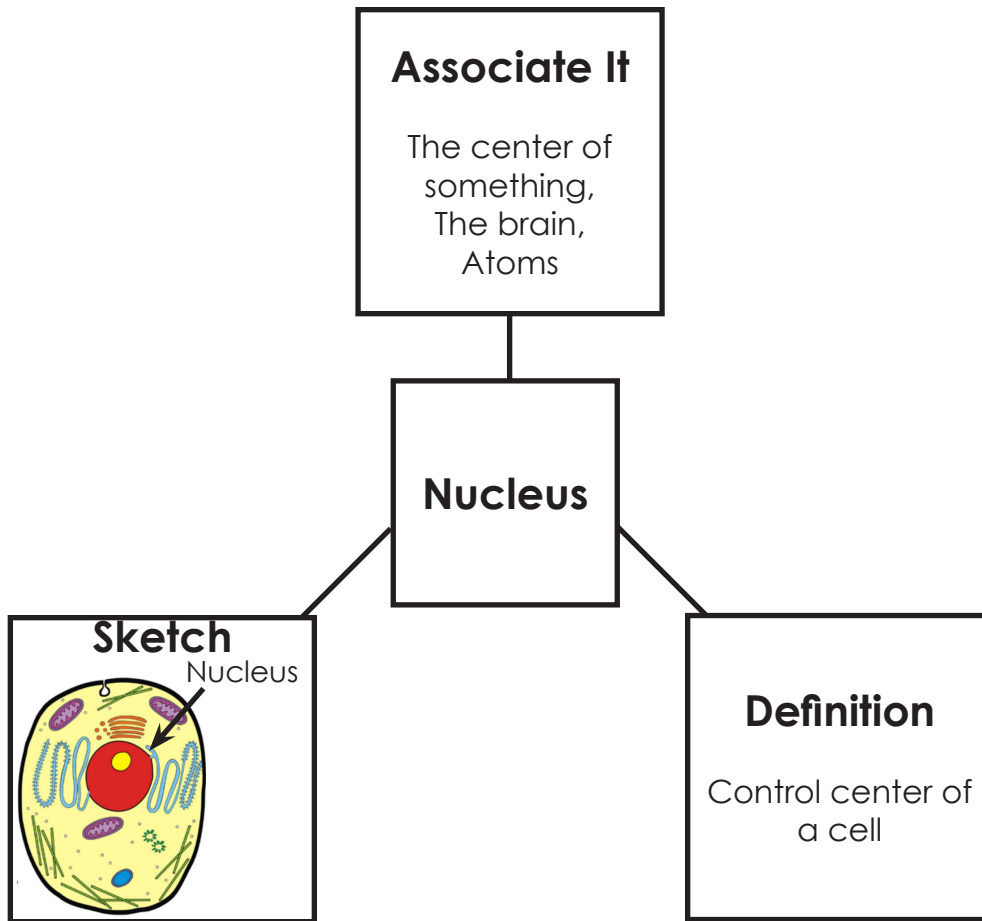 Associate It
The center of
something,
The brain,
Atoms
Nucleus
Sketch
Nucleus
Definition
Control center of
a cell